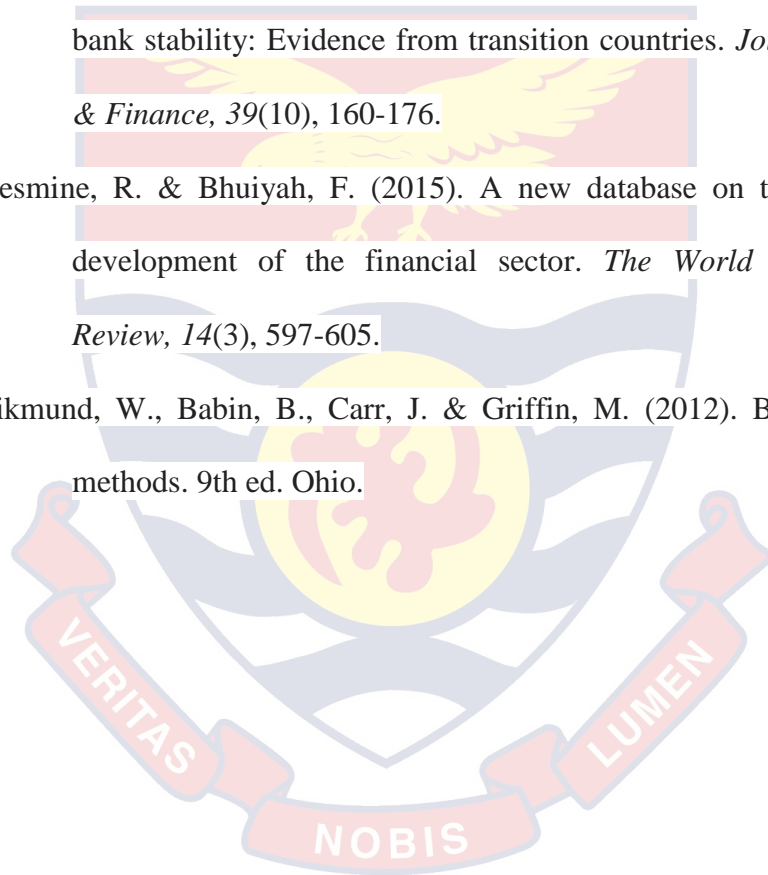 bank stability: Evidence from transition countries.
& Finance, 39(10), 160-176.
esmine, R. & Bhuiyah, F. (2015). A new database on
development of the financial sector. The World
Review, 14(3), 597-605.
ikmund, W., Babin, B., Carr, J. & Griffin, M. (2012).
methods. 9th ed. Ohio.
VERITAS
NOBIS
LUMEN